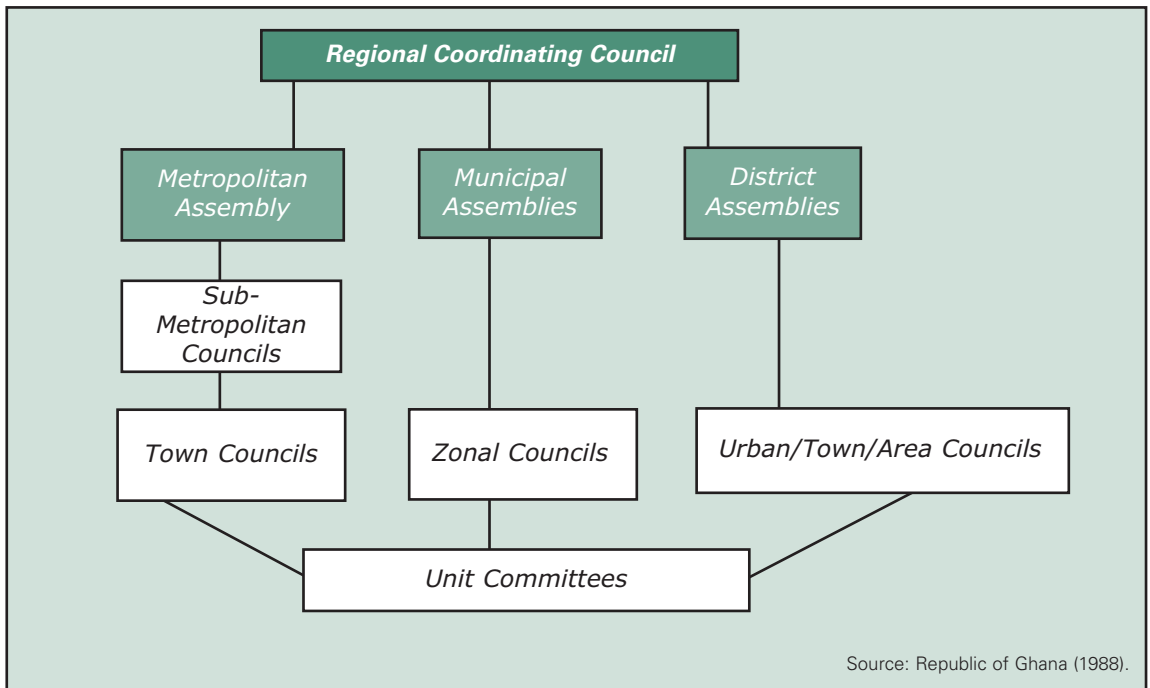 Regional Coordinating Council
Metropolitan
Assembly
Municipal
Assemblies
District
Assemblies
Sub-
Metropolitan
Councils
Town Councils
Zonal Councils
Urban/Town/Area Councils
Unit Committees
Source: Republic of Ghana (1988).